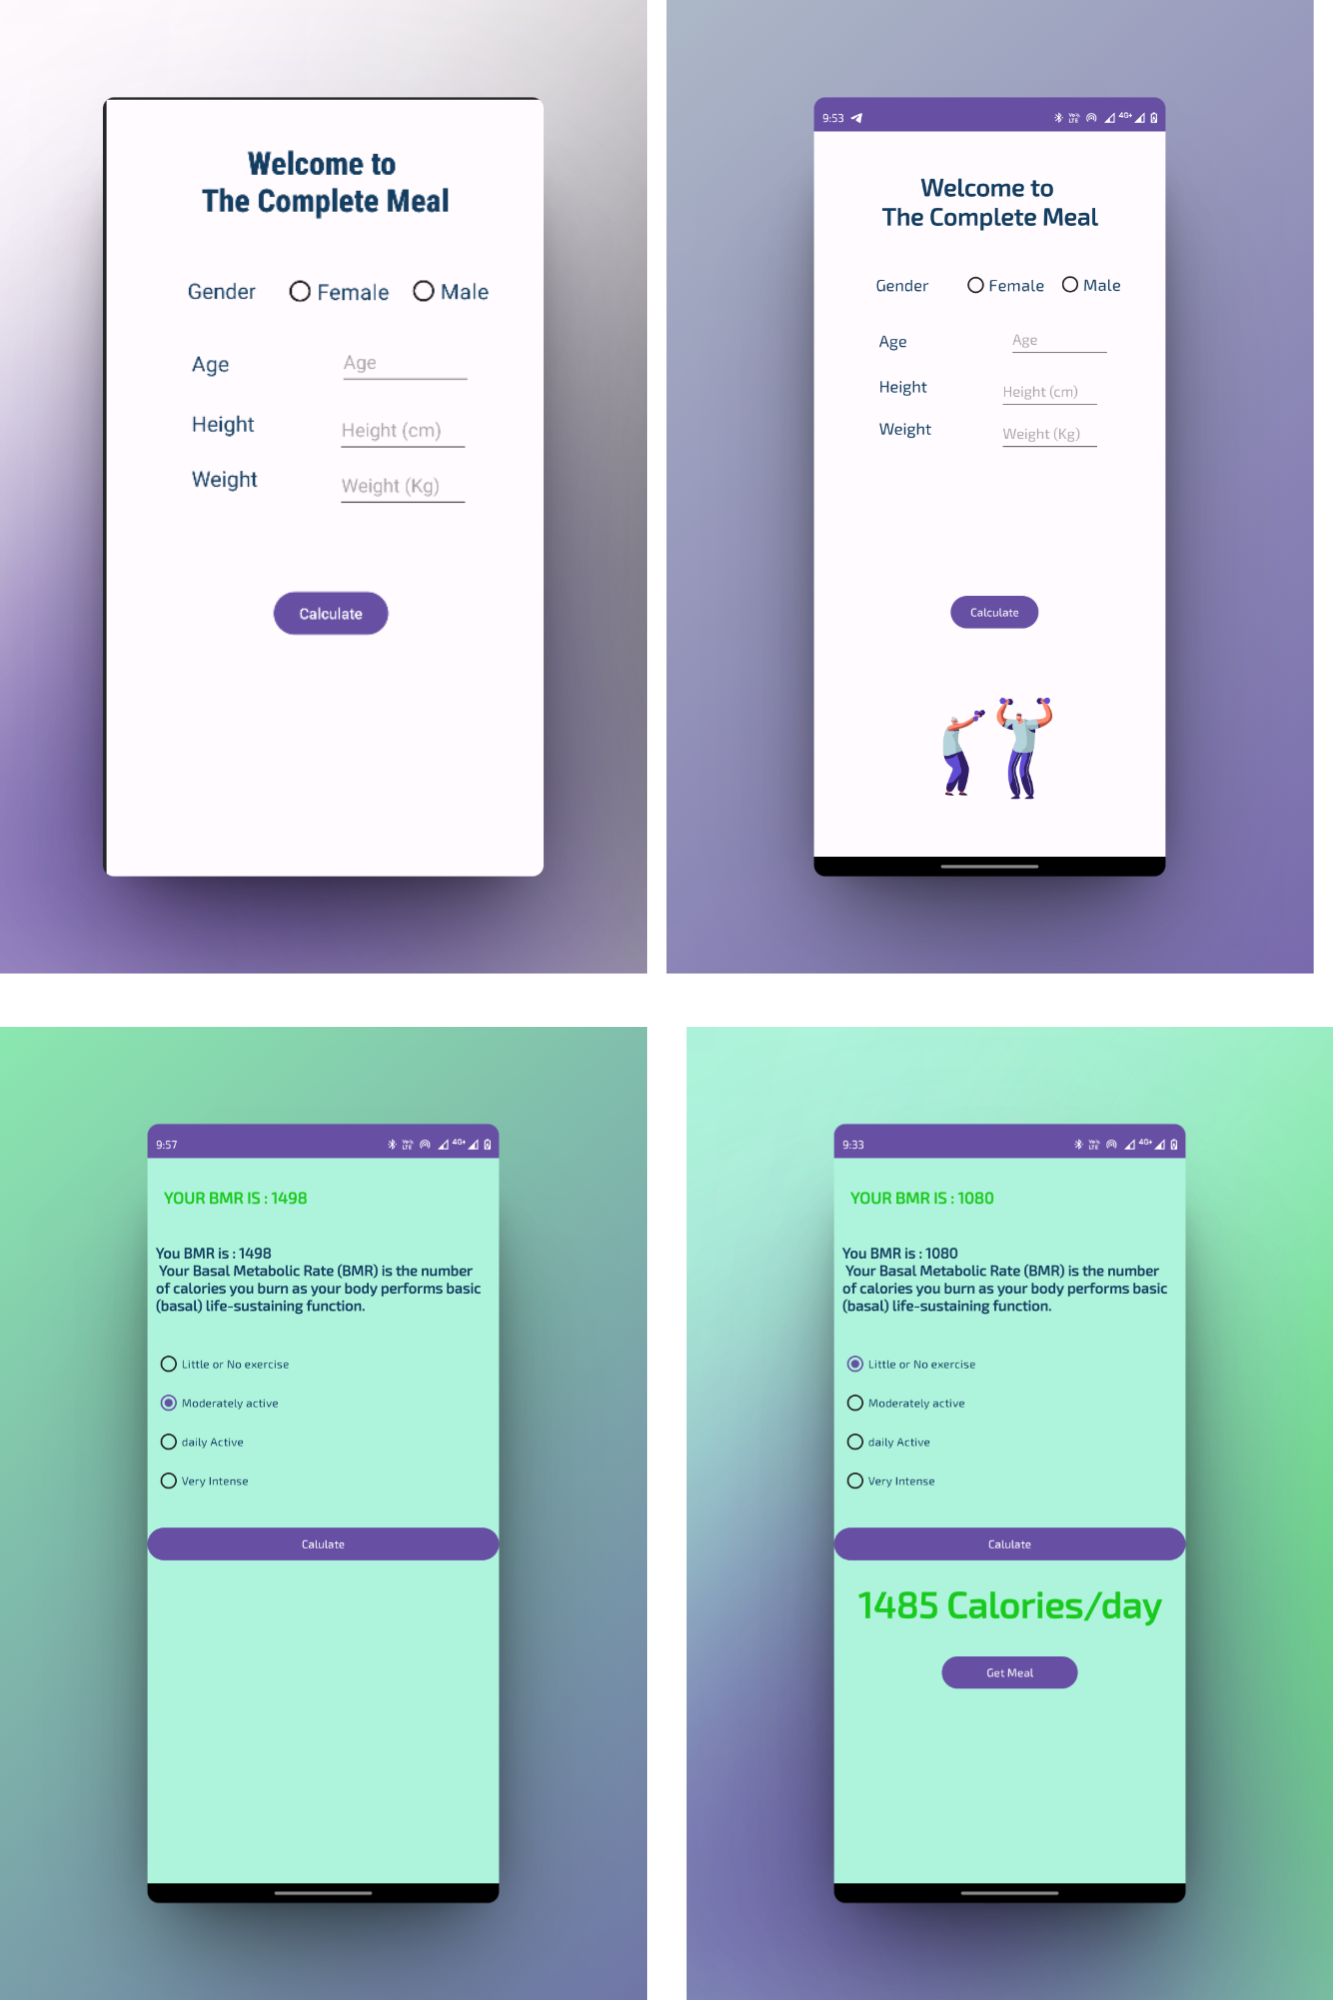 Welcome to
The Complete Meal
Gender Female Male
Age Age
Height Height (cm)
Weight Weight (Kg)
Calculate
9:53 Vo)) LTE 4G+
Welcome to
The Complete Meal
Gender Female Male
Age Age
Height Height (cm)
Weight Weight (Kg)
Calculate
9:57 4G+
YOUR BMR IS : 1498
You BMR is : 1498
Your Basal Metabolic Rate (BMR) is the number
of calories you burn as your body performs basic
(basal) life-sustaining function.
Little or No exercise
Moderately active
daily Active
Very Intense
Calulate
9:33 4G+
YOUR BMR IS : 1080
You BMR is : 1080
Your Basal Metabolic Rate (BMR) is the number
of calories you burn as your body performs basic
(basal) life-sustaining function.
Little or No exercise
Moderately active
daily Active
Very Intense
Calulate
1485 Calories/day
Get Meal